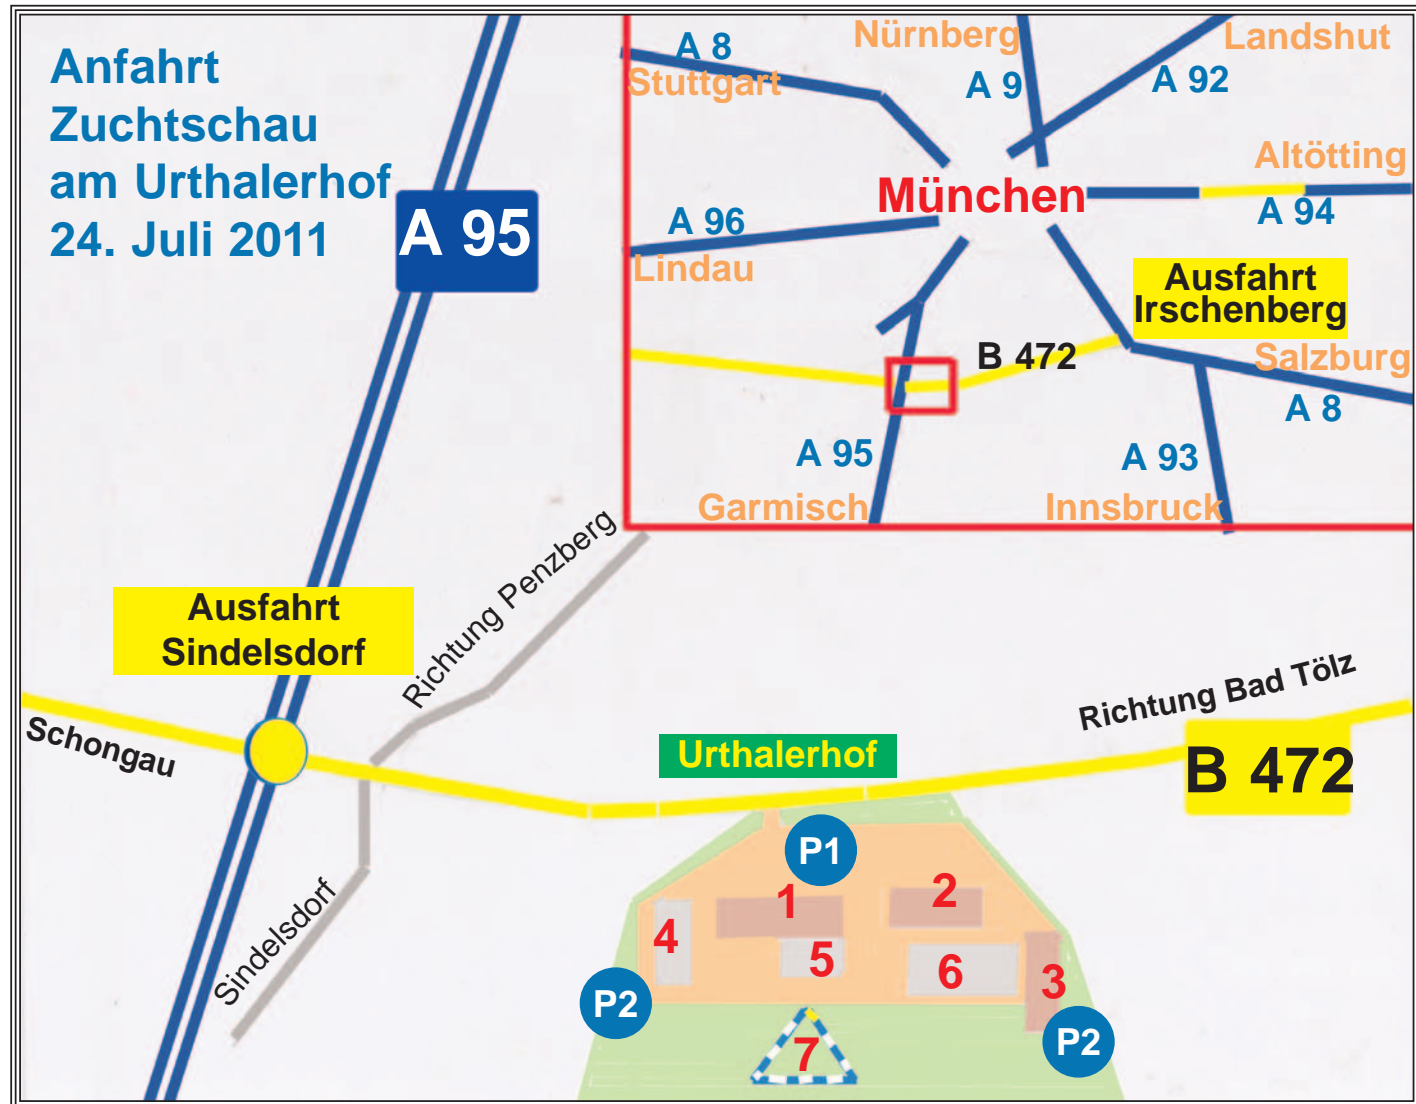 Anfahrt
Zuchtschau
am Urthalerhof
24. Juli 2011
A 95
A 8
Stuttgart
Nürnberg
A 9
Landshut
A 92
Altötting
A 94
München
A 96
Lindau
Ausfahrt
Irschenberg
B 472
Salzburg
A 8
A 95
A 93
Garmisch
Innsbruck
Richtung Penzberg
Ausfahrt
Sindelsdorf
Schongau
Richtung Bad Tölz
Urthalerhof
B 472
Sindelsdorf
P1
1
2
4
5
6
3
P2
P2
7